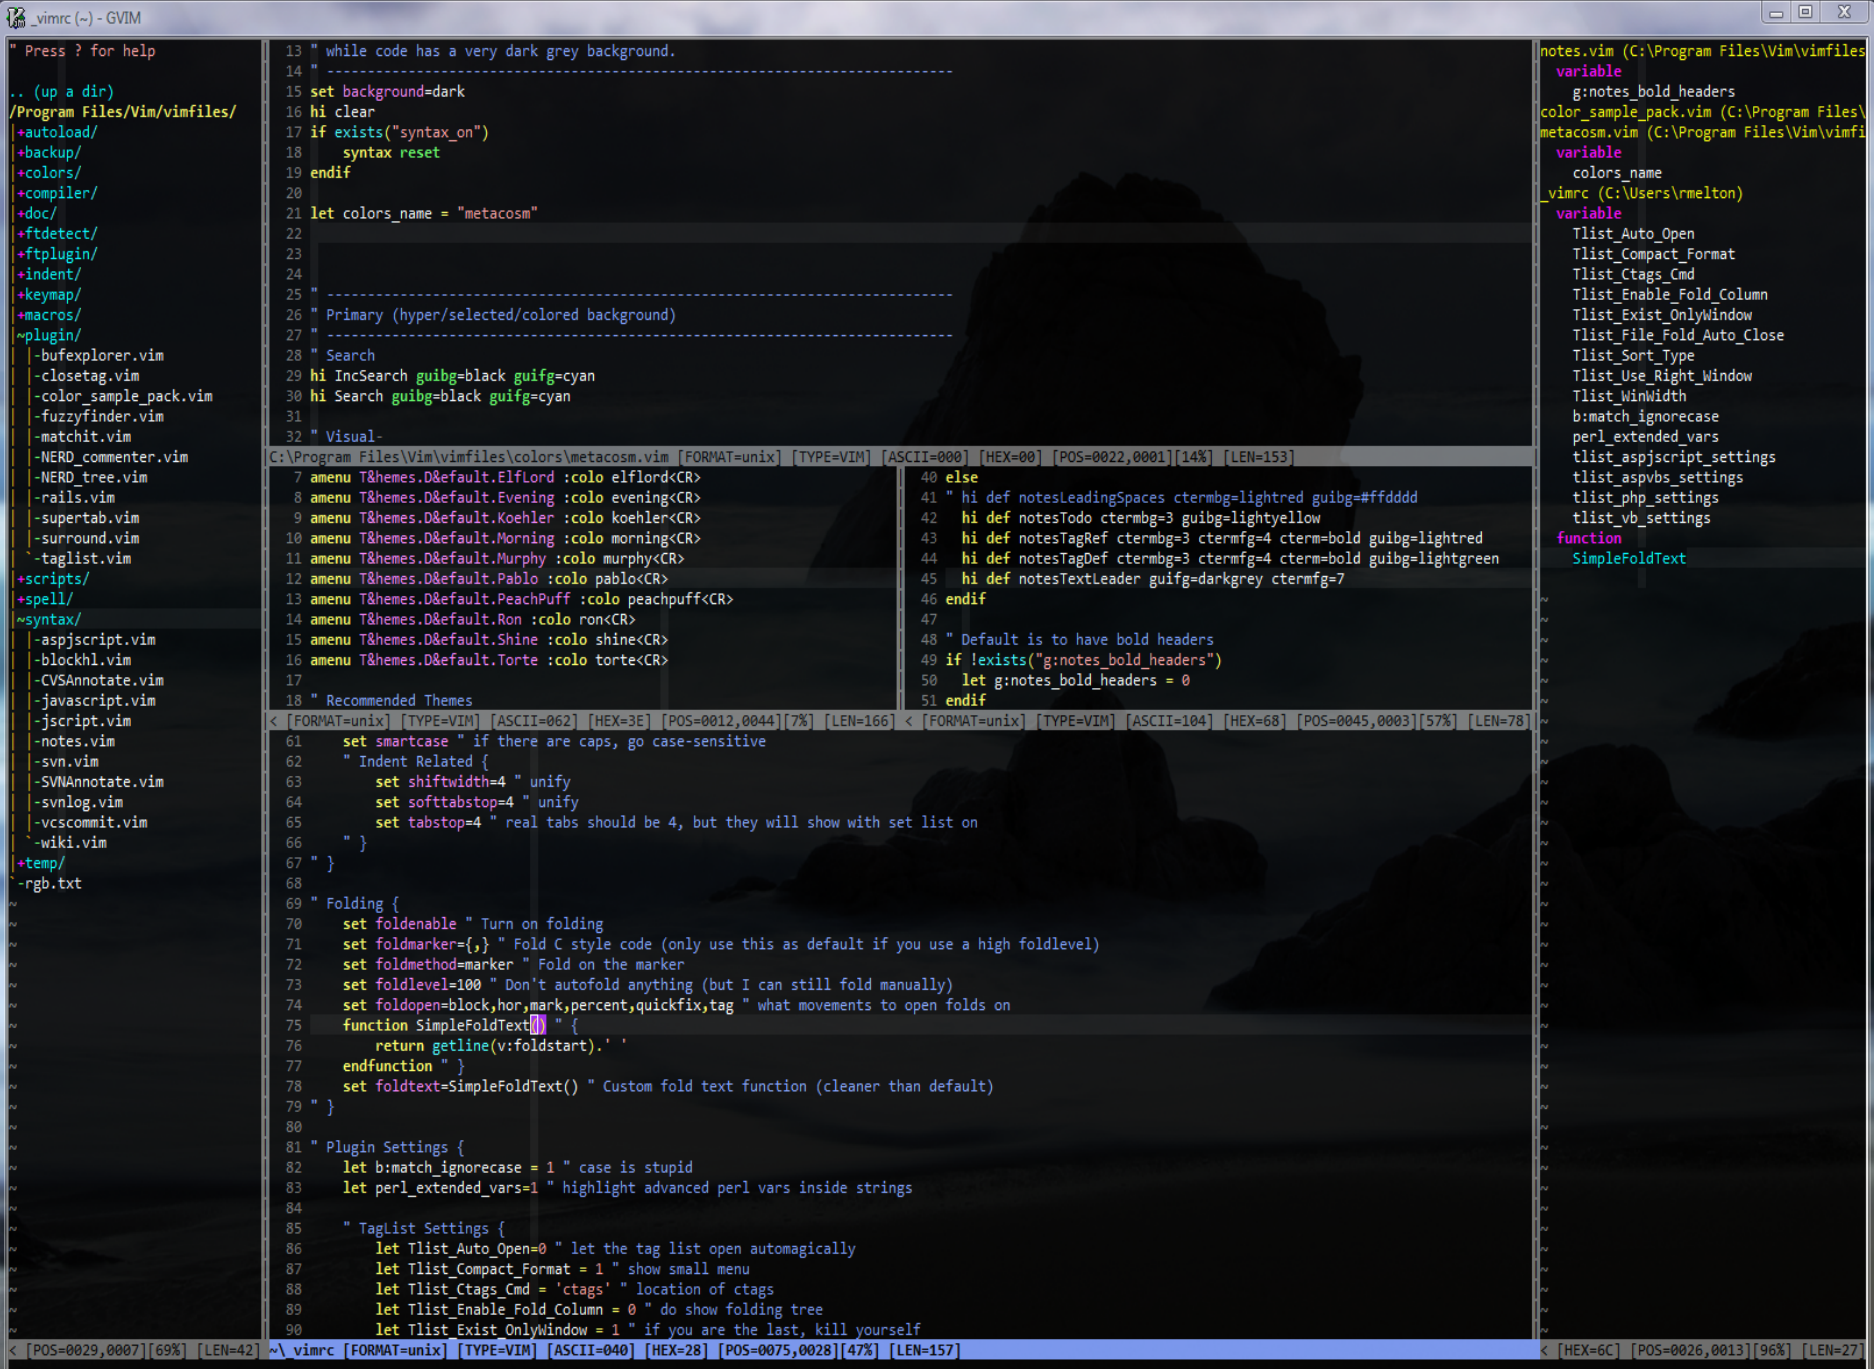 _vimrc (~) - GVIM
" Press ? for help
.. (up a dir)
/Program Files/Vim/vimfiles/
|+autoload/
|+backup/
|+colors/
|+compiler/
|+doc/
|+ftdetect/
|+ftplugin/
|+indent/
|+keymap/
|+macros/
|~plugin/
| |-bufexplorer.vim
| |-closetag.vim
| |-color_sample_pack.vim
| |-fuzzyfinder.vim
| |-matchit.vim
| |-NERD_commenter.vim
| |-NERD_tree.vim
| |-rails.vim
| |-supertab.vim
| |-surround.vim
| `-taglist.vim
|+scripts/
|+spell/
|~syntax/
| |-aspjscript.vim
| |-blockhl.vim
| |-CVSAnnotate.vim
| |-javascript.vim
| |-jscript.vim
| |-notes.vim
| |-svn.vim
| |-SVNAnnotate.vim
| |-svnlog.vim
| |-vcscommit.vim
| `-wiki.vim
|+temp/
`-rgb.txt
< [POS=0029,0007][69%] [LEN=42]
13 " while code has a very dark grey background.
14 " -----------------------------------------------------------------------------
15 set background=dark
16 hi clear
17 if exists("syntax_on")
18     syntax reset
19 endif
20
21 let colors_name = "metacosm"
22
23
24
25 " -----------------------------------------------------------------------------
26 " Primary (hyper/selected/colored background)
27 " -----------------------------------------------------------------------------
28 " Search
29 hi IncSearch guibg=black guifg=cyan
30 hi Search guibg=black guifg=cyan
31
32 " Visual-
C:\Program Files\Vim\vimfiles\colors\metacosm.vim [FORMAT=unix] [TYPE=VIM] [ASCII=000] [HEX=00] [POS=0022,0001][14%] [LEN=153]
7 amenu T&hemes.D&efault.ElfLord :colo elflord<CR>
8 amenu T&hemes.D&efault.Evening :colo evening<CR>
9 amenu T&hemes.D&efault.Koehler :colo koehler<CR>
10 amenu T&hemes.D&efault.Morning :colo morning<CR>
11 amenu T&hemes.D&efault.Murphy :colo murphy<CR>
12 amenu T&hemes.D&efault.Pablo :colo pablo<CR>
13 amenu T&hemes.D&efault.PeachPuff :colo peachpuff<CR>
14 amenu T&hemes.D&efault.Ron :colo ron<CR>
15 amenu T&hemes.D&efault.Shine :colo shine<CR>
16 amenu T&hemes.D&efault.Torte :colo torte<CR>
17
18 " Recommended Themes
< [FORMAT=unix] [TYPE=VIM] [ASCII=062] [HEX=3E] [POS=0012,0044][7%] [LEN=166]
40 else
41 " hi def notesLeadingSpaces ctermbg=lightred guibg=#ffdddd
42   hi def notesTodo ctermbg=3 guibg=lightyellow
43   hi def notesTagRef ctermbg=3 ctermfg=4 cterm=bold guibg=lightred
44   hi def notesTagDef ctermbg=3 ctermfg=4 cterm=bold guibg=lightgreen
45   hi def notesTextLeader guifg=darkgrey ctermfg=7
46 endif
47
48 " Default is to have bold headers
49 if !exists("g:notes_bold_headers")
50   let g:notes_bold_headers = 0
51 endif
< [FORMAT=unix] [TYPE=VIM] [ASCII=104] [HEX=68] [POS=0045,0003][57%] [LEN=78]
61     set smartcase " if there are caps, go case-sensitive
62     " Indent Related {
63         set shiftwidth=4 " unify
64         set softtabstop=4 " unify
65         set tabstop=4 " real tabs should be 4, but they will show with set list on
66     " }
67 " }
68
69 " Folding {
70     set foldenable " Turn on folding
71     set foldmarker={,} " Fold C style code (only use this as default if you use a high foldlevel)
72     set foldmethod=marker " Fold on the marker
73     set foldlevel=100 " Don't autofold anything (but I can still fold manually)
74     set foldopen=block,hor,mark,percent,quickfix,tag " what movements to open folds on
75     function SimpleFoldText() " {
76         return getline(v:foldstart).' '
77     endfunction " }
78     set foldtext=SimpleFoldText() " Custom fold text function (cleaner than default)
79 " }
80
81 " Plugin Settings {
82     let b:match_ignorecase = 1 " case is stupid
83     let perl_extended_vars=1 " highlight advanced perl vars inside strings
84
85     " TagList Settings {
86         let Tlist_Auto_Open=0 " let the tag list open automagically
87         let Tlist_Compact_Format = 1 " show small menu
88         let Tlist_Ctags_Cmd = 'ctags' " location of ctags
89         let Tlist_Enable_Fold_Column = 0 " do show folding tree
90         let Tlist_Exist_OnlyWindow = 1 " if you are the last, kill yourself
~\_vimrc [FORMAT=unix] [TYPE=VIM] [ASCII=040] [HEX=28] [POS=0075,0028][47%] [LEN=157]
notes.vim (C:\Program Files\Vim\vimfiles
variable
g:notes_bold_headers
color_sample_pack.vim (C:\Program Files\
metacosm.vim (C:\Program Files\Vim\vimfi
variable
colors_name
_vimrc (C:\Users\rmelton)
variable
Tlist_Auto_Open
Tlist_Compact_Format
Tlist_Ctags_Cmd
Tlist_Enable_Fold_Column
Tlist_Exist_OnlyWindow
Tlist_File_Fold_Auto_Close
Tlist_Sort_Type
Tlist_Use_Right_Window
Tlist_WinWidth
b:match_ignorecase
perl_extended_vars
tlist_aspjscript_settings
tlist_aspvbs_settings
tlist_php_settings
tlist_vb_settings
function
SimpleFoldText
< [HEX=6C] [POS=0026,0013][96%] [LEN=27]